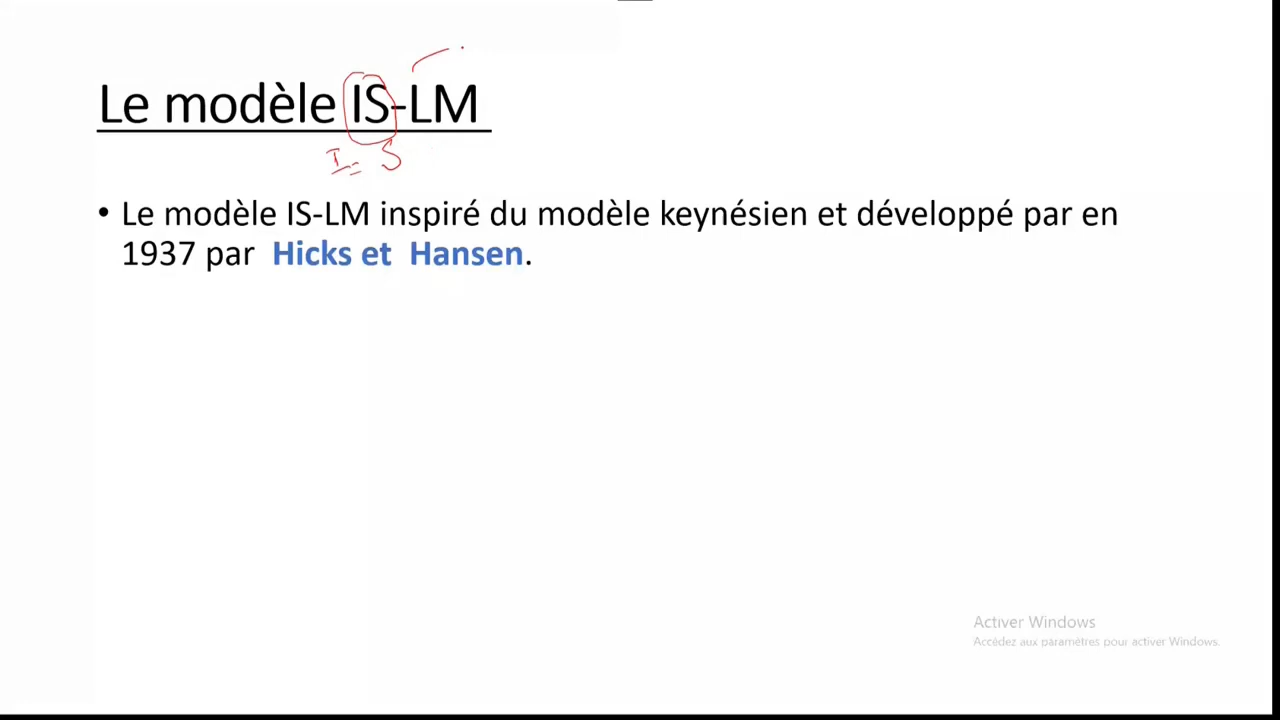 Le modèle IS-LM
I = S
• Le modèle IS-LM inspiré du modèle keynésien et développé par en
1937 par Hicks et Hansen.
Activer Windows
Accédez aux paramètres pour activer Windows.